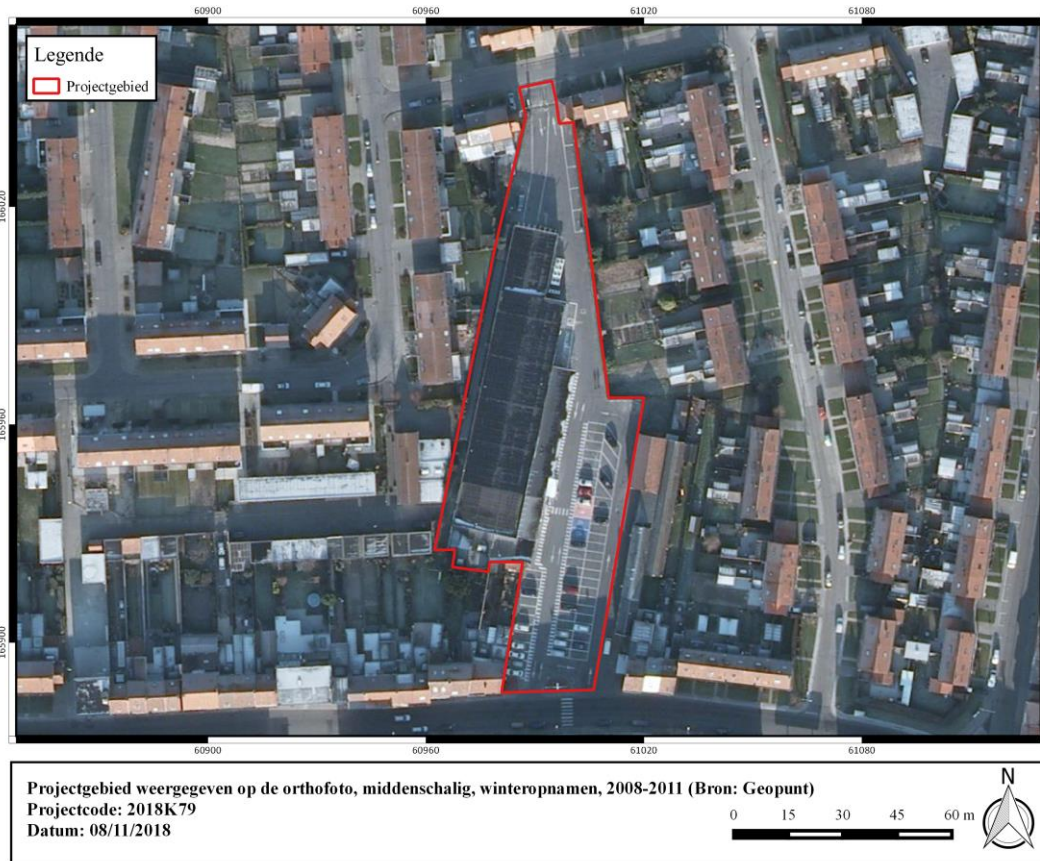 60900 60960 61020 61080
Legende
Projectgebied
166020
165960
165900
60900 60960 61020 61080
Projectgebied weergegeven op de orthofoto, middenschalig, winteropnamen, 2008-2011 (Bron: Geopunt)
Projectcode: 2018K79
Datum: 08/11/2018
0 15 30 45 60 m
N